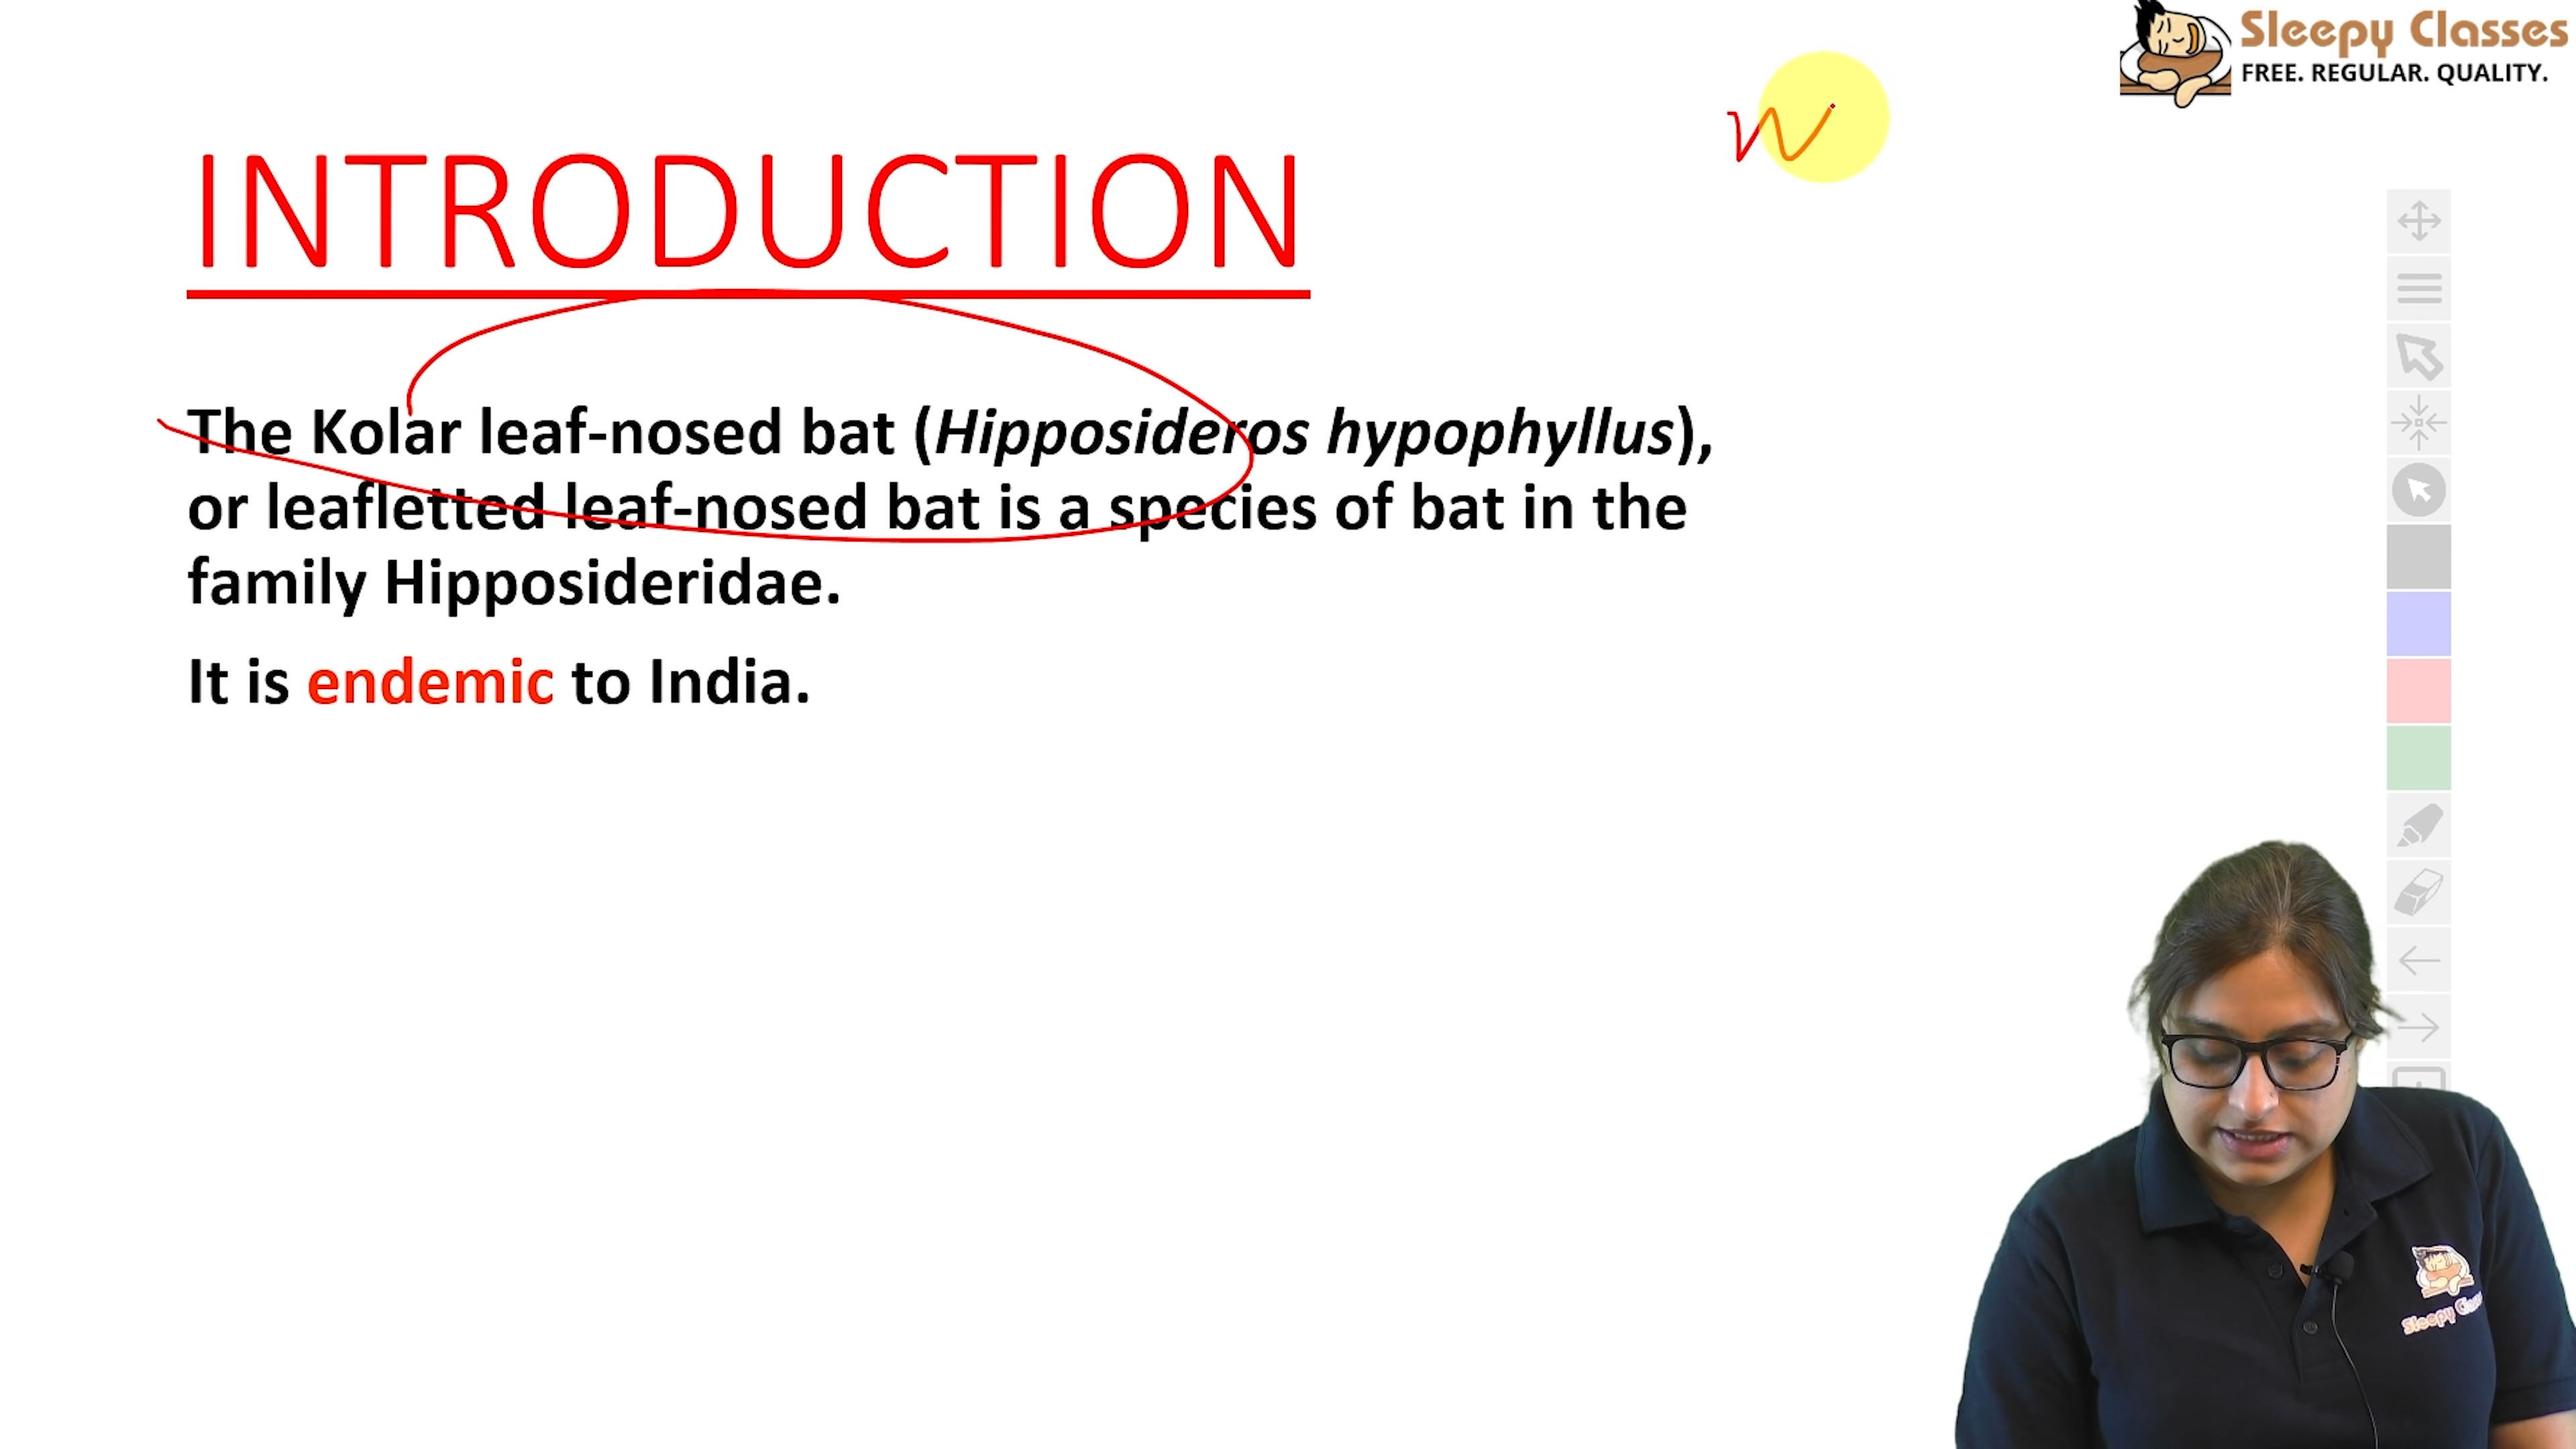 Sleepy Classes
FREE. REGULAR. QUALITY.
W
INTRODUCTION
The Kolar leaf-nosed bat (Hipposideros hypophyllus),
or leafletted leaf-nosed bat is a species of bat in the
family Hipposideridae.
It is endemic to India.